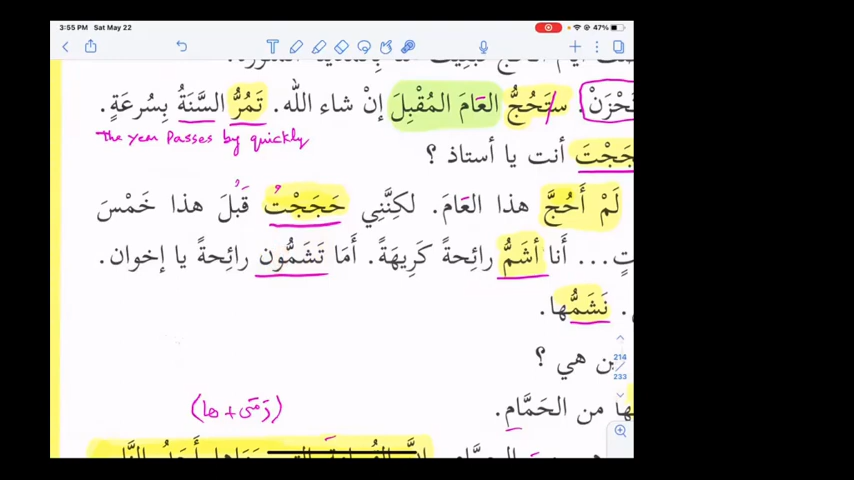 3:55 PM Sat May 22
47%
تَحْزَنْ. ستَحُجُّ العَامَ المُقْبِلَ إنْ شاء الله. تَمُرُّ السَّنَةُ بِسُرعَةٍ.
The year Passes by quickly
حَجَجْتَ أنت يا أستاذ ؟
لَمْ أَحُجَّ هذا العَامَ. لكِنَّنِي حَجَجْتُ قَبْلَ هذا خَمْسَ
أنا أشَمُّ رائِحةً كَرِيهَةً. أَمَا تَشَمُّون رائِحةً يا إخوان.
نَشَمُّها.
214
هي ؟
233
من الحَمَّامِ.
(رَمَى + ها)